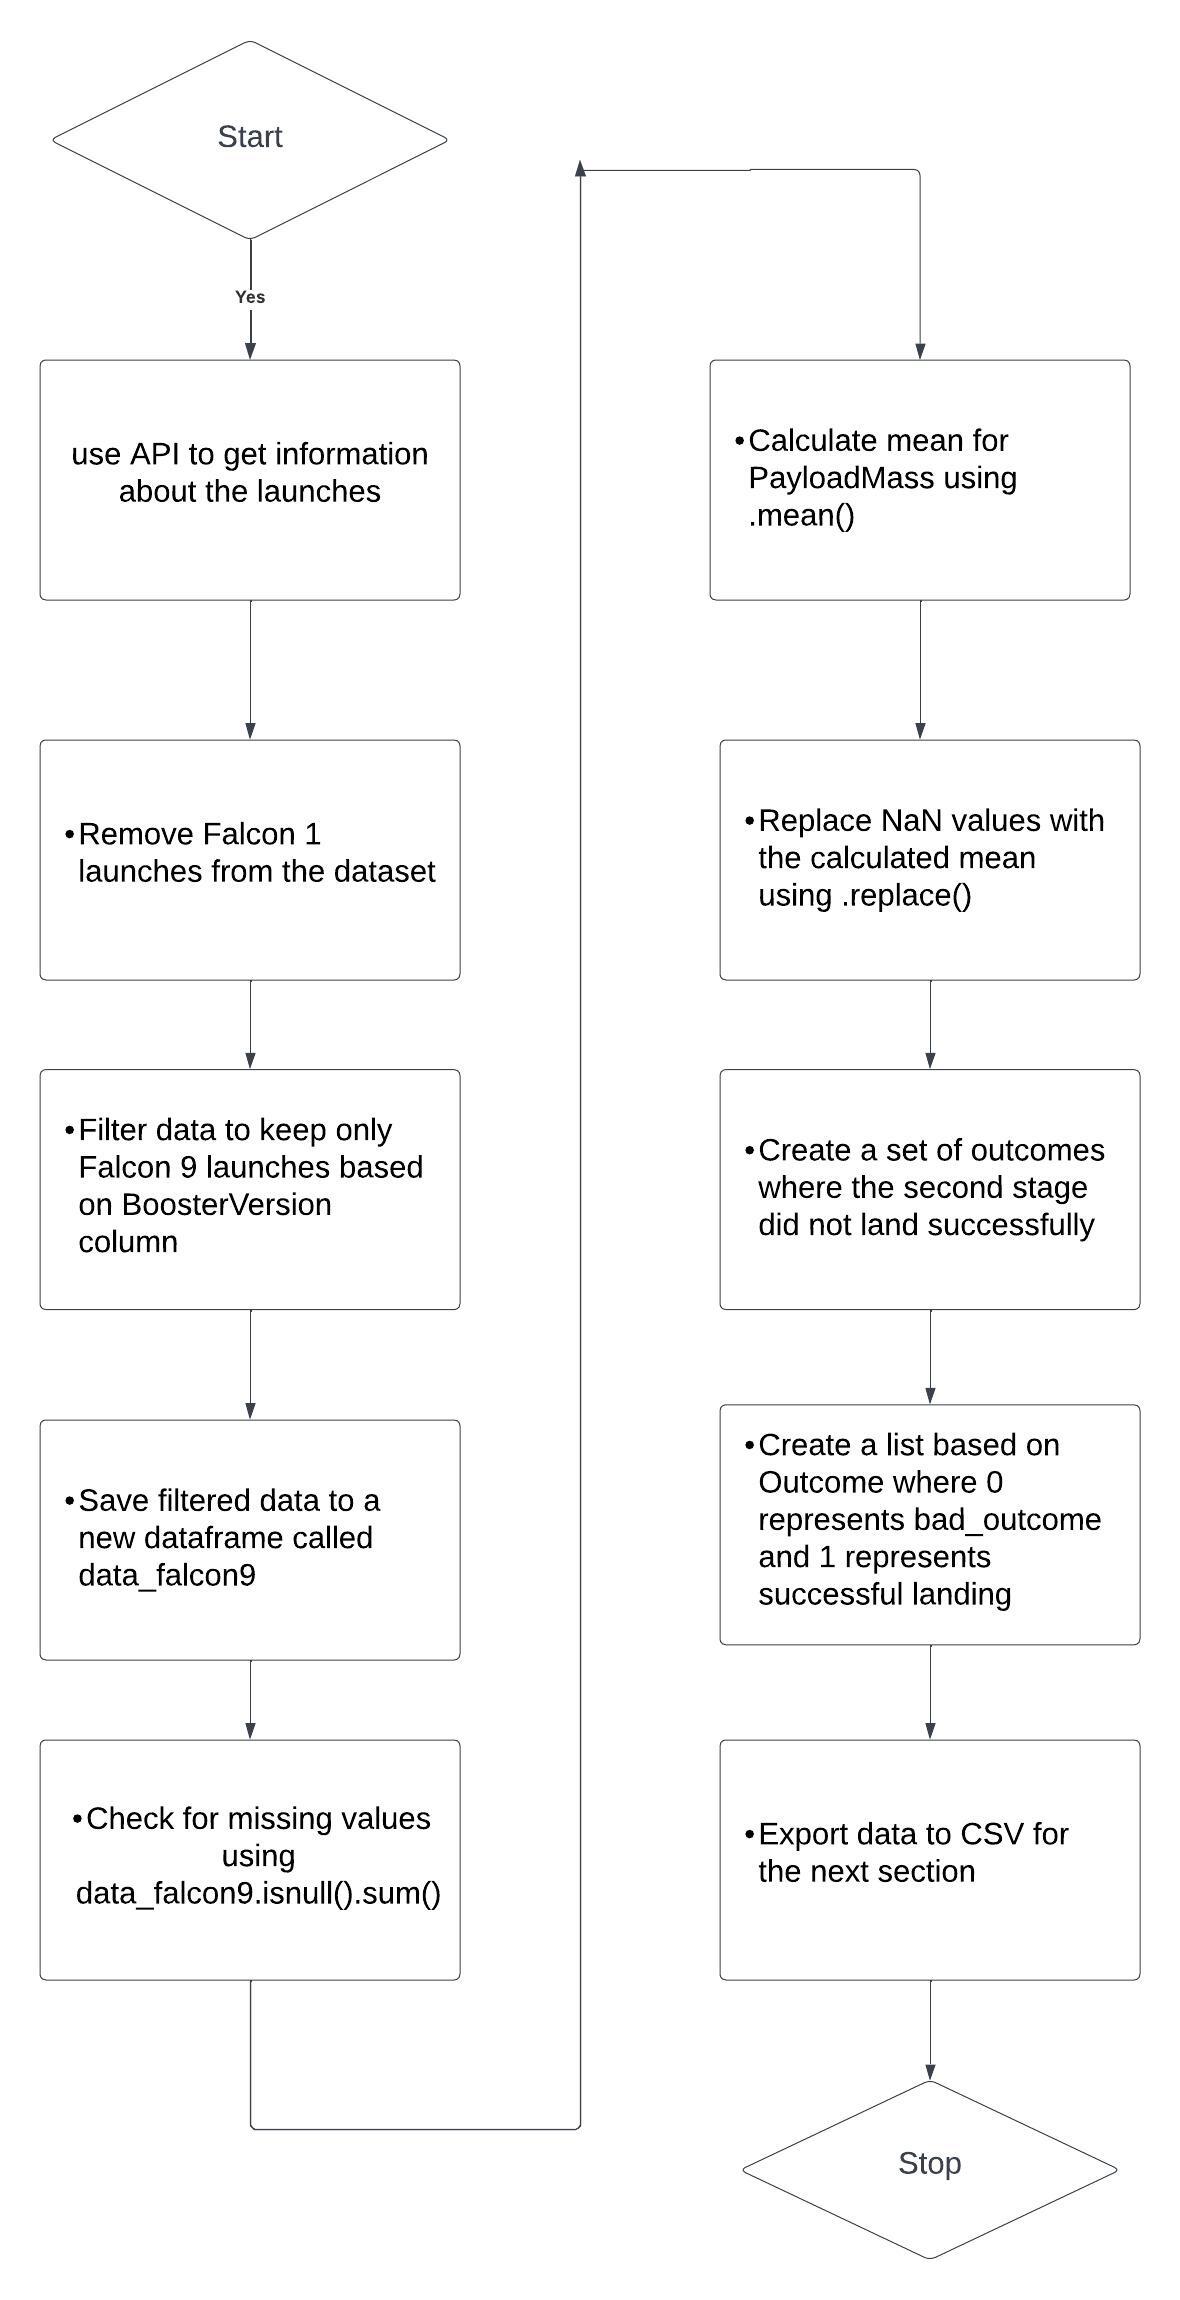 Start
Yes
use API to get information
about the launches
•Remove Falcon 1
launches from the dataset
•Filter data to keep only
Falcon 9 launches based
on BoosterVersion
column
•Save filtered data to a
new dataframe called
data_falcon9
•Check for missing values
using
data_falcon9.isnull().sum()
•Calculate mean for
PayloadMass using
.mean()
•Replace NaN values with
the calculated mean
using .replace()
•Create a set of outcomes
where the second stage
did not land successfully
•Create a list based on
Outcome where 0
represents bad_outcome
and 1 represents
successful landing
•Export data to CSV for
the next section
Stop